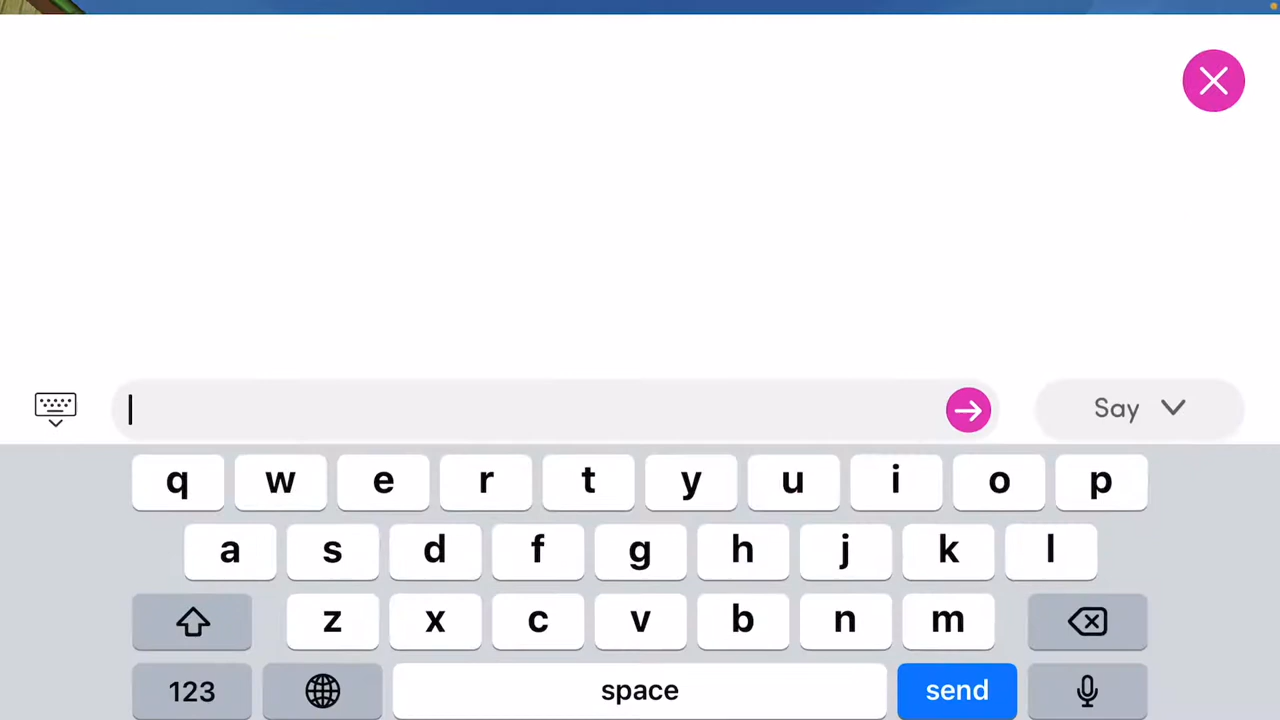 Say
q w e r t y u i o p
a s d f g h j k l
z x c v b n m
123 space send